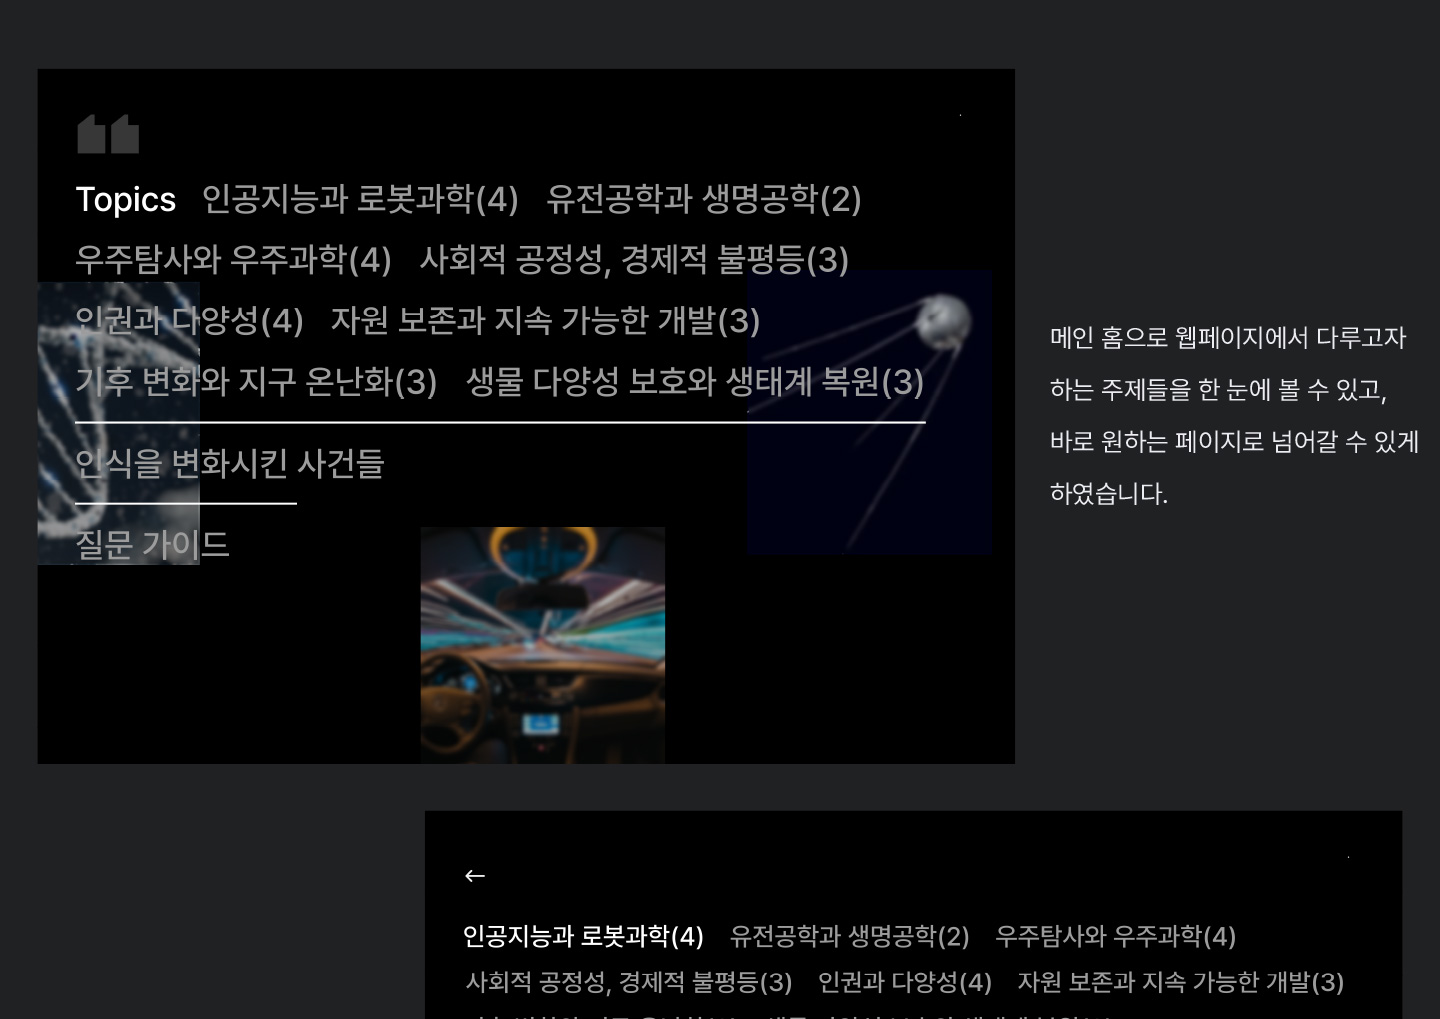 Topics 인공지능과 로봇과학(4) 유전공학과 생명공학(2)
우주탐사와 우주과학(4) 사회적 공정성, 경제적 불평등(3)
인권과 다양성(4) 자원 보존과 지속 가능한 개발(3)
기후 변화와 지구 온난화(3) 생물 다양성 보호와 생태계 복원(3)
인식을 변화시킨 사건들
질문 가이드
메인 홈으로 웹페이지에서 다루고자
하는 주제들을 한 눈에 볼 수 있고,
바로 원하는 페이지로 넘어갈 수 있게
하였습니다.
인공지능과 로봇과학(4) 유전공학과 생명공학(2) 우주탐사와 우주과학(4)
사회적 공정성, 경제적 불평등(3) 인권과 다양성(4) 자원 보존과 지속 가능한 개발(3)